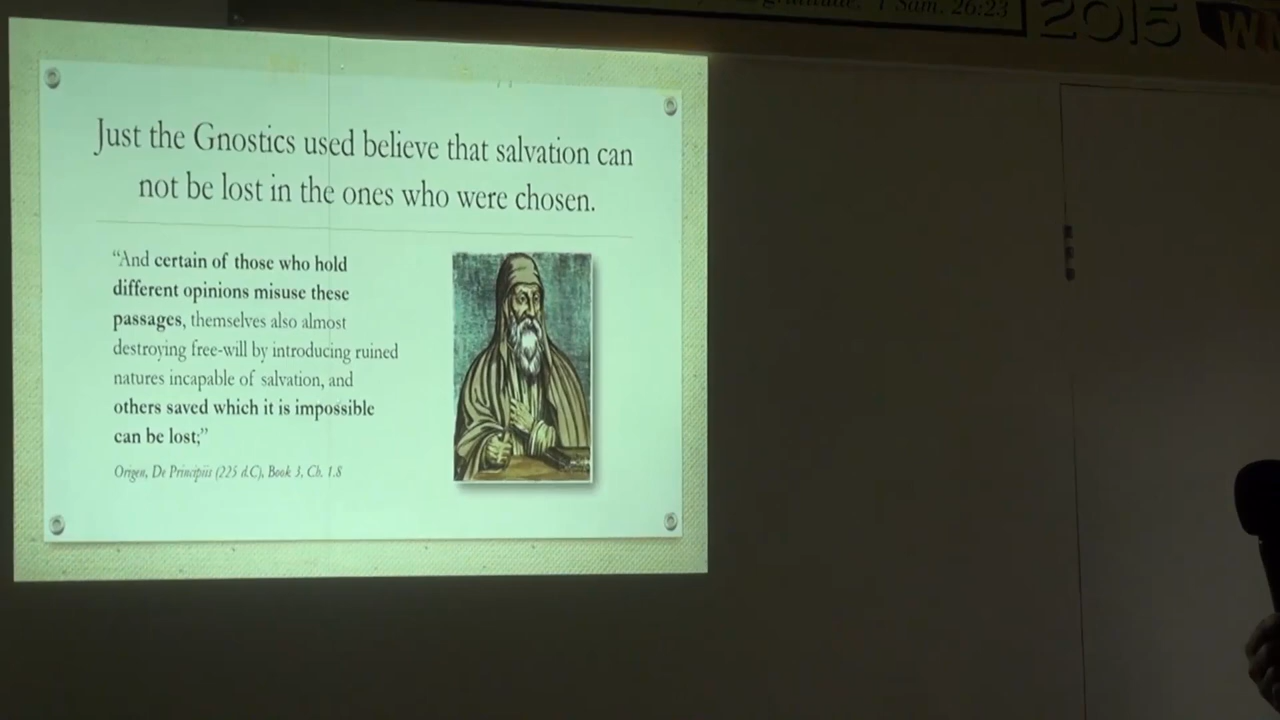 gratitude. 1 Sam. 26:23
2015
Just the Gnostics used believe that salvation can
not be lost in the ones who were chosen.
“And certain of those who hold
different opinions misuse these
passages, themselves also almost
destroying free-will by introducing ruined
natures incapable of salvation, and
others saved which it is impossible
can be lost;”
Origen, De Principiis (225 d.C), Book 3, Ch. 1.8